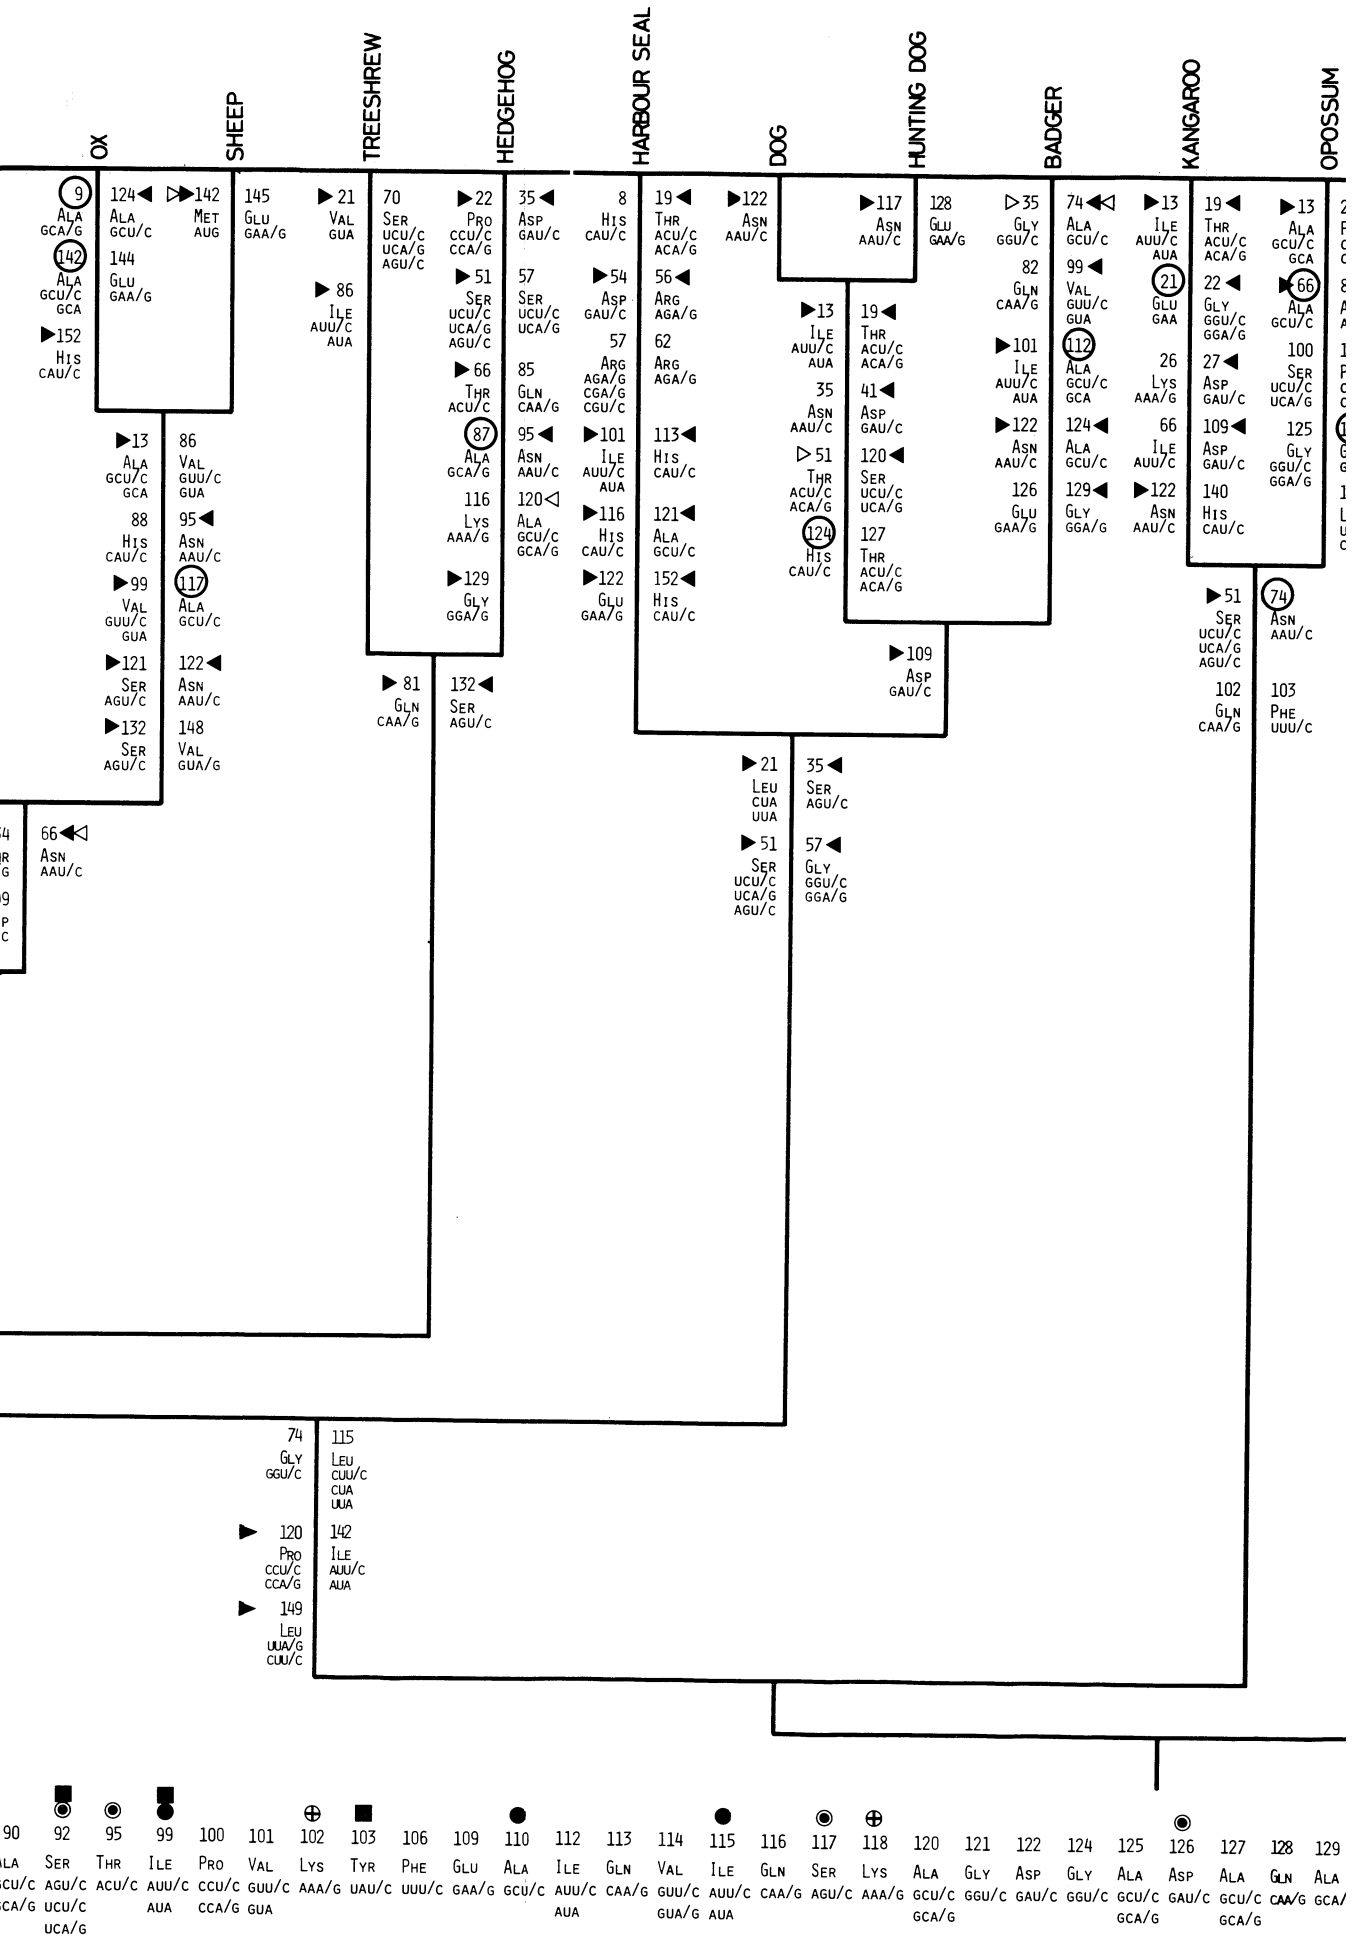 OX
SHEEP
TREESHREW
HEDGEHOG
HARBOUR SEAL
DOG
HUNTING DOG
BADGER
KANGAROO
OPOSSUM
9
ALA
GCA/G
142
ALA
GCU/C
GCA
152
HIS
CAU/C
124
ALA
GCU/C
144
GLU
GAA/G
142
MET
AUG
145
GLU
GAA/G
13
ALA
GCU/C
GCA
88
HIS
CAU/C
99
VAL
GUU/C
GUA
121
SER
AGU/C
132
SER
AGU/C
86
VAL
GUU/C
GUA
95
ASN
AAU/C
117
ALA
GCU/C
122
ASN
AAU/C
148
VAL
GUA/G
66
ASN
AAU/C
21
VAL
GUA
86
ILE
AUU/C
AUA
70
SER
UCU/C
UCA/G
AGU/C
22
PRO
CCU/C
CCA/G
51
SER
UCU/C
UCA/G
AGU/C
66
THR
ACU/C
87
ALA
GCA/G
116
LYS
AAA/G
129
GLY
GGA/G
35
ASP
GAU/C
57
SER
UCU/C
UCA/G
85
GLN
CAA/G
95
ASN
AAU/C
120
ALA
GCU/C
GCA/G
81
GLN
CAA/G
132
SER
AGU/C
8
HIS
CAU/C
54
ASP
GAU/C
57
ARG
AGA/G
CGA/G
CGU/C
101
ILE
AUU/C
AUA
116
HIS
CAU/C
122
GLU
GAA/G
19
THR
ACU/C
ACA/G
56
ARG
AGA/G
62
ARG
AGA/G
113
HIS
CAU/C
121
ALA
GCU/C
152
HIS
CAU/C
122
ASN
AAU/C
117
ASN
AAU/C
128
GLU
GAA/G
13
ILE
AUU/C
AUA
35
ASN
AAU/C
51
THR
ACU/C
ACA/G
124
HIS
CAU/C
19
THR
ACU/C
ACA/G
41
ASP
GAU/C
120
SER
UCU/C
UCA/G
127
THR
ACU/C
ACA/G
35
GLY
GGU/C
82
GLN
CAA/G
101
ILE
AUU/C
AUA
122
ASN
AAU/C
126
GLU
GAA/G
74
ALA
GCU/C
99
VAL
GUU/C
GUA
112
ALA
GCU/C
GCA
124
ALA
GCU/C
129
GLY
GGA/G
109
ASP
GAU/C
21
LEU
CUA
UUA
51
SER
UCU/C
UCA/G
AGU/C
35
SER
AGU/C
57
GLY
GGU/C
GGA/G
13
ILE
AUU/C
AUA
21
GLU
GAA
26
LYS
AAA/G
66
ILE
AUU/C
122
ASN
AAU/C
19
THR
ACU/C
ACA/G
22
GLY
GGU/C
GGA/G
27
ASP
GAU/C
109
ASP
GAU/C
140
HIS
CAU/C
13
ALA
GCU/C
GCA
66
ALA
GCU/C
100
SER
UCU/C
UCA/G
125
GLY
GGU/C
GGA/G
51
SER
UCU/C
UCA/G
AGU/C
102
GLN
CAA/G
74
ASN
AAU/C
103
PHE
UUU/C
74
GLY
GGU/C
120
PRO
CCU/C
CCA/G
149
LEU
UUA/G
CUU/C
115
LEU
CUU/C
CUA
UUA
142
ILE
AUU/C
AUA
90 92 95 99 100 101 102 103 106 109 110 112 113 114 115 116 117 118 120 121 122 124 125 126 127 128 129
ALA SER THR ILE PRO VAL LYS TYR PHE GLU ALA ILE GLN VAL ILE GLN SER LYS ALA GLY ASP GLY ALA ASP ALA GLN ALA
GCU/C AGU/C ACU/C AUU/C CCU/C GUU/C AAA/G UAU/C UUU/C GAA/G GCU/C AUU/C CAA/G GUU/C AUU/C CAA/G AGU/C AAA/G GCU/C GGU/C GAU/C GGU/C GCU/C GAU/C GCU/C CAA/G GCA/
GCA/G UCU/C AUA CCA/G GUA AUA GUA/G AUA GCA/G GCA/G GCA/G
UCA/G